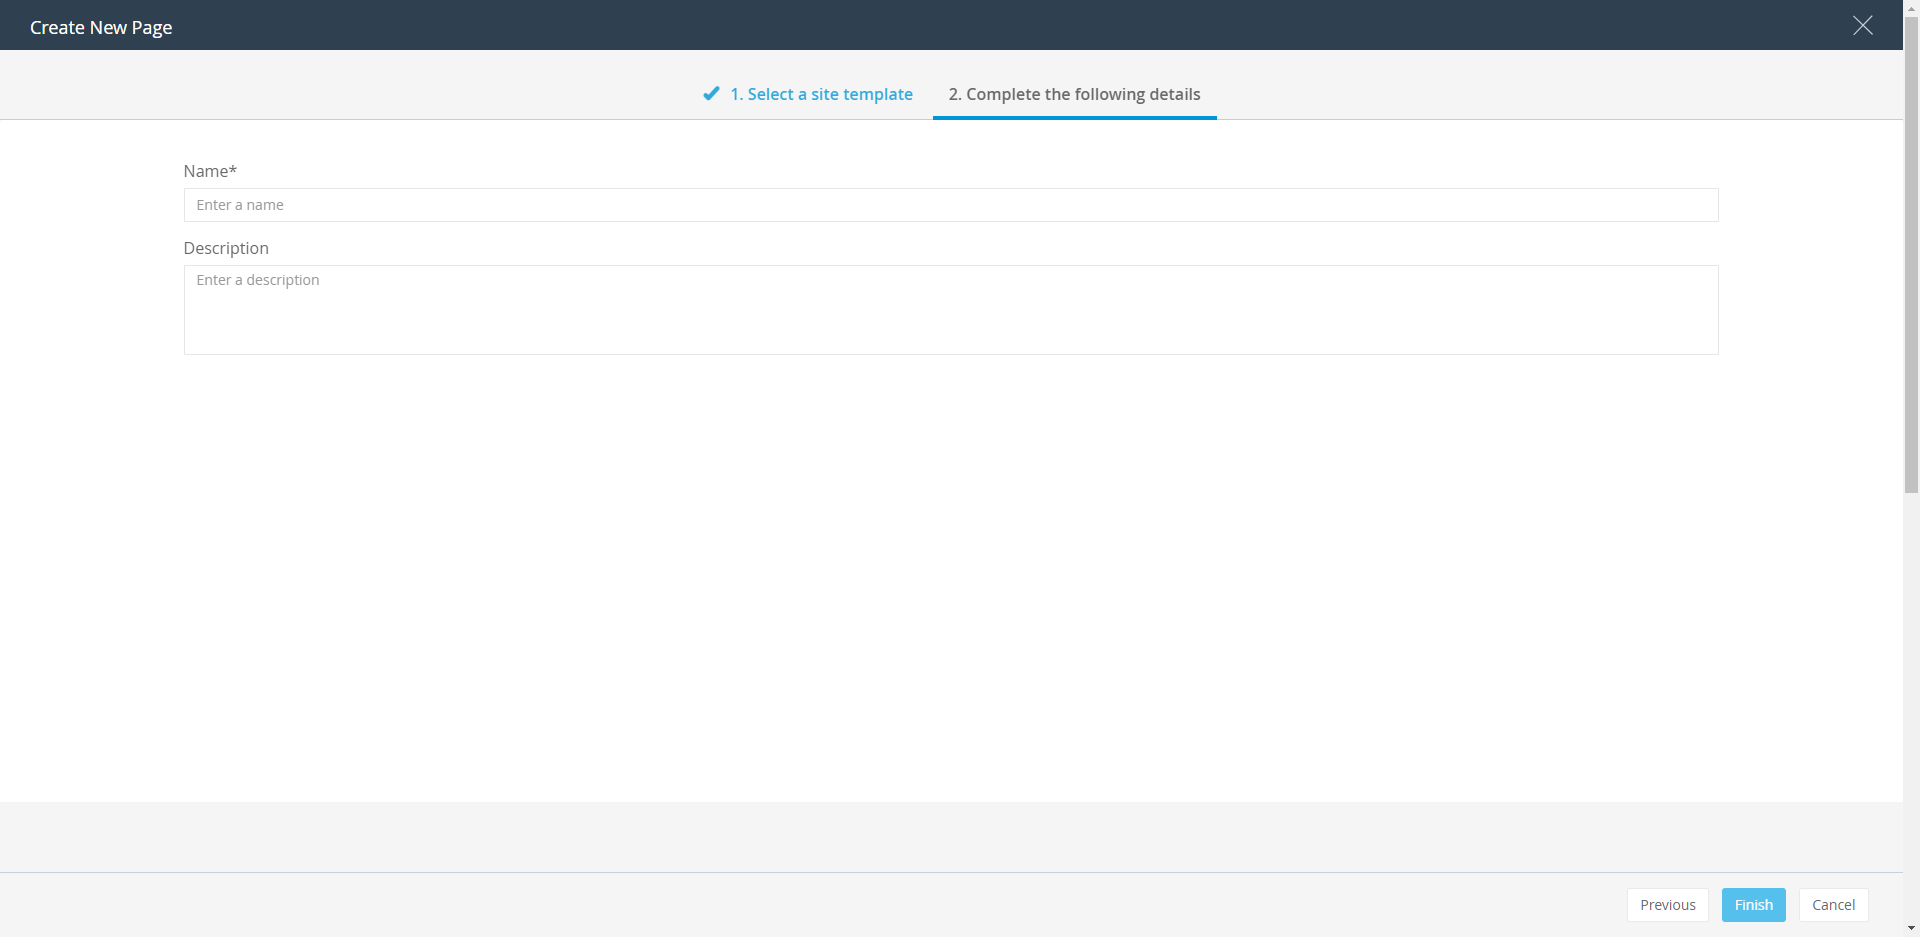 Create New Page
1. Select a site template
2. Complete the following details
Name*
Enter a name
Description
Enter a description
Previous
Finish
Cancel